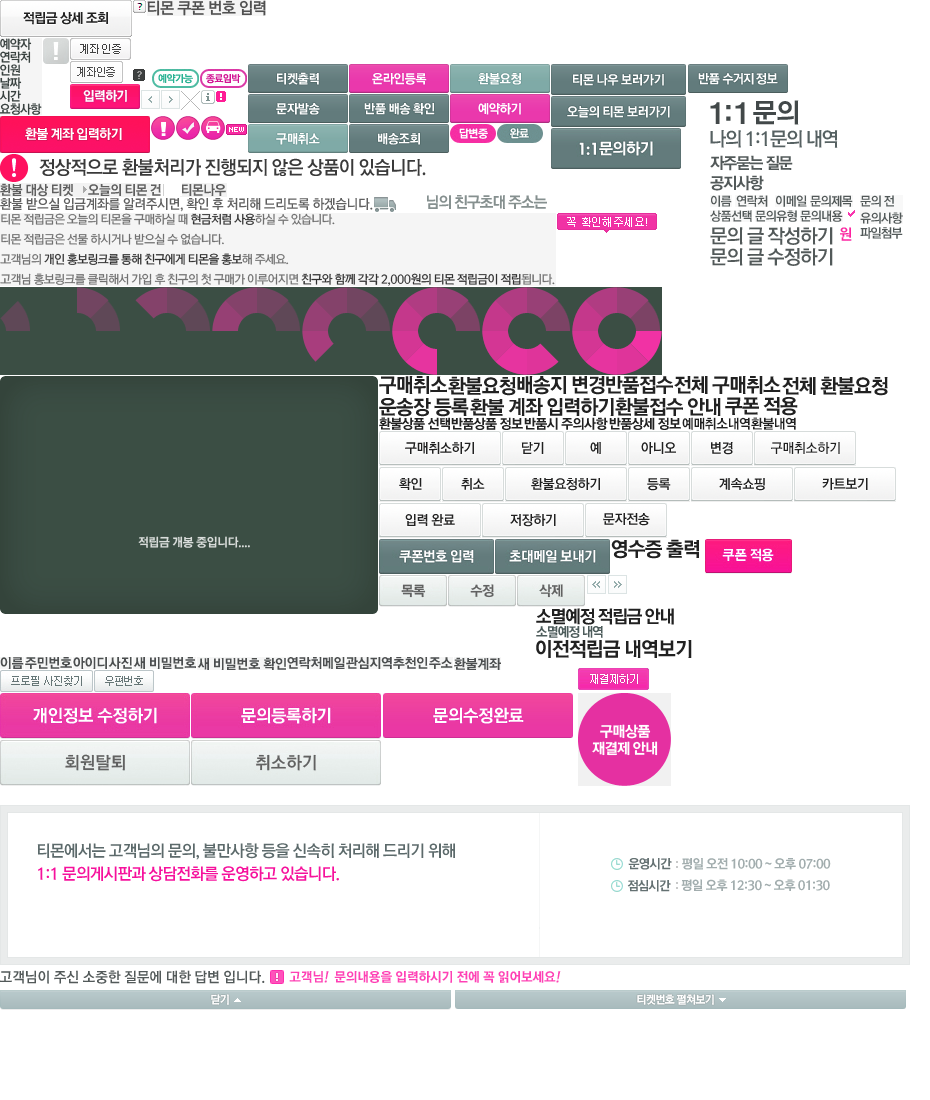 적립금 상세 조회
? 티몬 쿠폰 번호 입력
예약자
연락처
인원
날짜
시간
요청사항
!
계좌 인증
계좌인증
입력하기
?
예약가능
종료임박
NEW
환불 계좌 입력하기
티켓출력
온라인등록
환불요청
문자발송
반품 배송 확인
예약하기
구매취소
배송조회
답변중
완료
티몬 나우 보러가기
반품 수거지 정보
오늘의 티몬 보러가기
1:1문의하기
1:1 문의
나의 1:1문의 내역
자주묻는 질문
공지사항
이름 연락처 이메일 문의제목 문의 전
상품선택 문의유형 문의내용 유의사항
문의 글 작성하기 원 파일첨부
문의 글 수정하기
정상적으로 환불처리가 진행되지 않은 상품이 있습니다.
환불 대상 티켓 오늘의 티몬 건 티몬나우
환불 받으실 입금계좌를 알려주시면, 확인 후 처리해 드리도록 하겠습니다.
님의 친구초대 주소는
꼭 확인해주세요!
티몬 적립금은 오늘의 티몬을 구매하실 때 현금처럼 사용하실 수 있습니다.
티몬 적립금은 선물 하시거나 받으실 수 없습니다.
고객님의 개인 홍보링크를 통해 친구에게 티몬을 홍보해 주세요.
고객님 홍보링크를 클릭해서 가입 후 친구의 첫 구매가 이루어지면 친구와 함께 각각 2,000원의 티몬 적립금이 적립됩니다.
적립금 개봉 중입니다....
구매취소환불요청배송지 변경반품접수전체 구매취소전체 환불요청
운송장 등록환불 계좌 입력하기환불접수 안내쿠폰 적용
환불상품 선택반품상품 정보반품시 주의사항반품상세 정보예매취소내역환불내역
구매취소하기
닫기
예
아니오
변경
구매취소하기
확인
취소
환불요청하기
등록
계속쇼핑
카트보기
입력 완료
저장하기
문자전송
쿠폰번호 입력
초대메일 보내기
영수증 출력
쿠폰 적용
목록
수정
삭제
소멸예정 적립금 안내
소멸예정 내역
이전적립금 내역보기
이름주민번호아이디사진새 비밀번호새 비밀번호 확인연락처메일관심지역추천인주소환불계좌
프로필 사진찾기
우편번호
재결제하기
개인정보 수정하기
문의등록하기
문의수정완료
구매상품
재결제 안내
회원탈퇴
취소하기
티몬에서는 고객님의 문의, 불만사항 등을 신속히 처리해 드리기 위해
1:1 문의게시판과 상담전화를 운영하고 있습니다.
운영시간 : 평일 오전 10:00 ~ 오후 07:00
점심시간 : 평일 오후 12:30 ~ 오후 01:30
고객님이 주신 소중한 질문에 대한 답변 입니다.
고객님! 문의내용을 입력하시기 전에 꼭 읽어보세요!
닫기
티켓번호 펼쳐보기